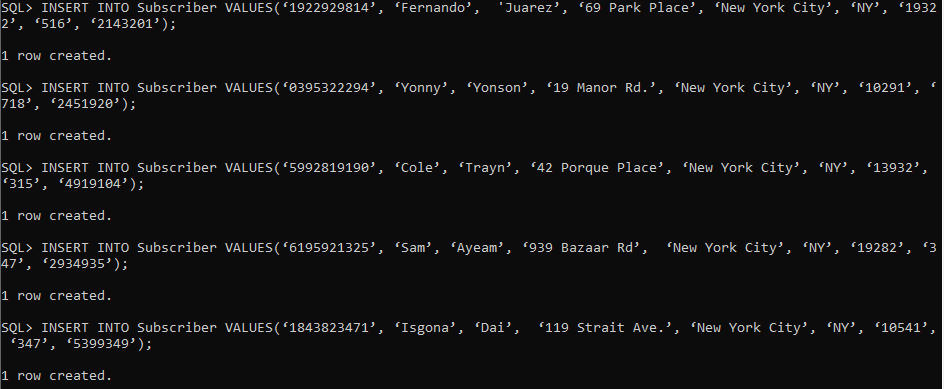 SQL> INSERT INTO Subscriber VALUES(‘1922929814’, ‘Fernando’,  'Juarez’, ‘69 Park Place’, ‘New York City’, ‘NY’, ‘1932
2’, ‘516’, ‘2143201’);
1 row created.
SQL> INSERT INTO Subscriber VALUES(‘0395322294’, ‘Yonny’, ‘Yonson’, ‘19 Manor Rd.’, ‘New York City’, ‘NY’, ‘10291’, ‘
718’, ‘2451920’);
1 row created.
SQL> INSERT INTO Subscriber VALUES(‘5992819190’, ‘Cole’, ‘Trayn’, ‘42 Porque Place’, ‘New York City’, ‘NY’, ‘13932’,
‘315’, ‘4919104’);
1 row created.
SQL> INSERT INTO Subscriber VALUES(‘6195921325’, ‘Sam’, ‘Ayeam’, ‘939 Bazaar Rd’,  ‘New York City’, ‘NY’, ‘19282’, ‘3
47’, ‘2934935’);
1 row created.
SQL> INSERT INTO Subscriber VALUES(‘1843823471’, ‘Isgona’, ‘Dai’,  ‘119 Strait Ave.’, ‘New York City’, ‘NY’, ‘10541’,
‘347’, ‘5399349’);
1 row created.